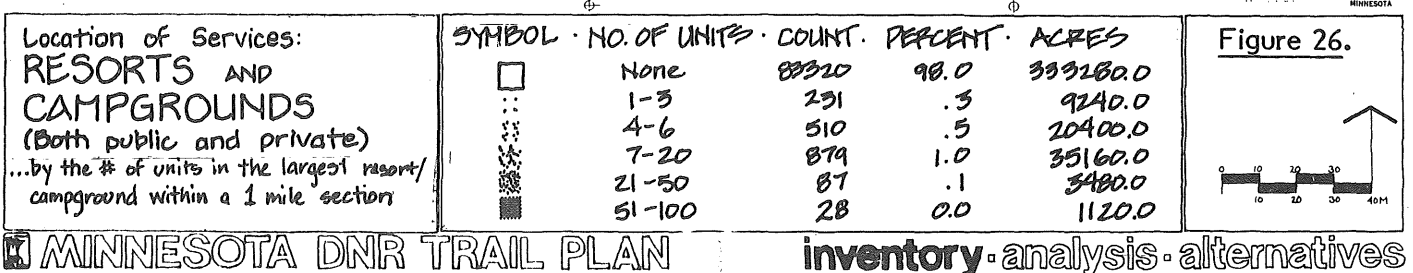 MINNESOTA
Location of Services:
RESORTS AND
CAMPGROUNDS
(Both public and private)
...by the # of units in the largest resort/
campground within a 1 mile section
SYMBOL · NO. OF UNITS · COUNT · PERCENT · ACRES
None 83320 98.0 333280.0
1-3 231 .3 9240.0
4-6 510 .5 20400.0
7-20 879 1.0 35160.0
21-50 87 .1 3480.0
51-100 28 0.0 1120.0
Figure 26.
0 10 20 30
10 20 30 40M
MINNESOTA DNR TRAIL PLAN
inventory · analysis · alternatives